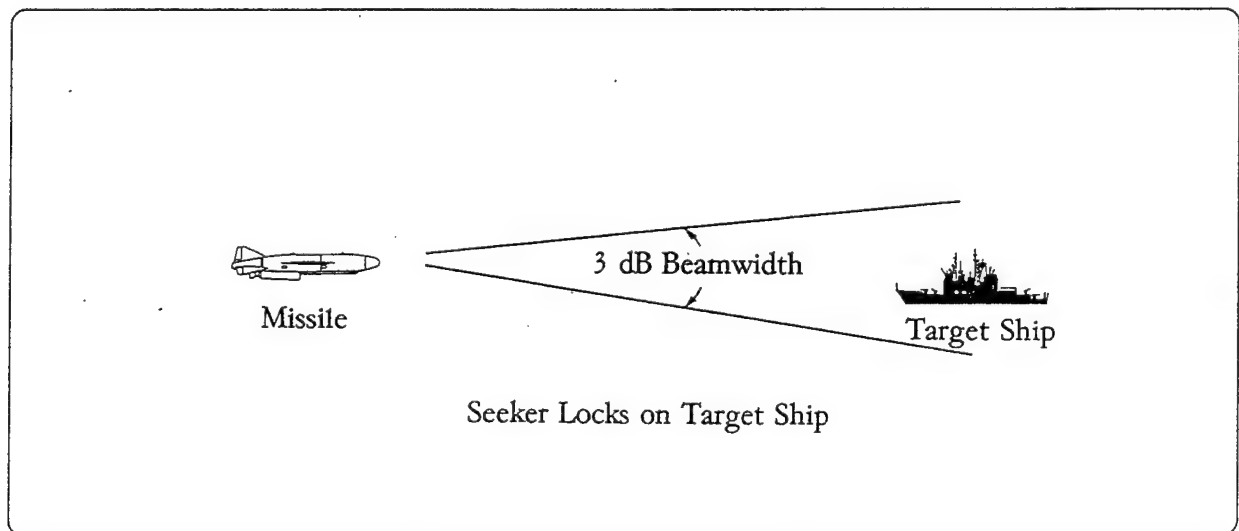 3 dB Beamwidth
Missile
Target Ship
Seeker Locks on Target Ship